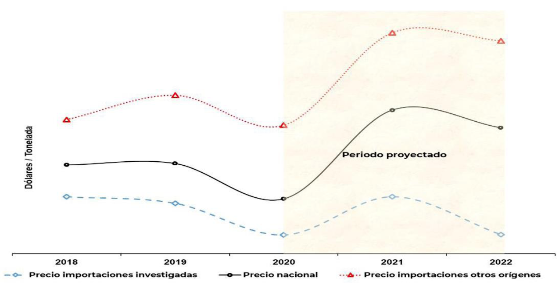 Dólares / Tonelada
Periodo proyectado
2018 2019 2020 2021 2022
Precio importaciones investigadas Precio nacional Precio importaciones otros orígenes